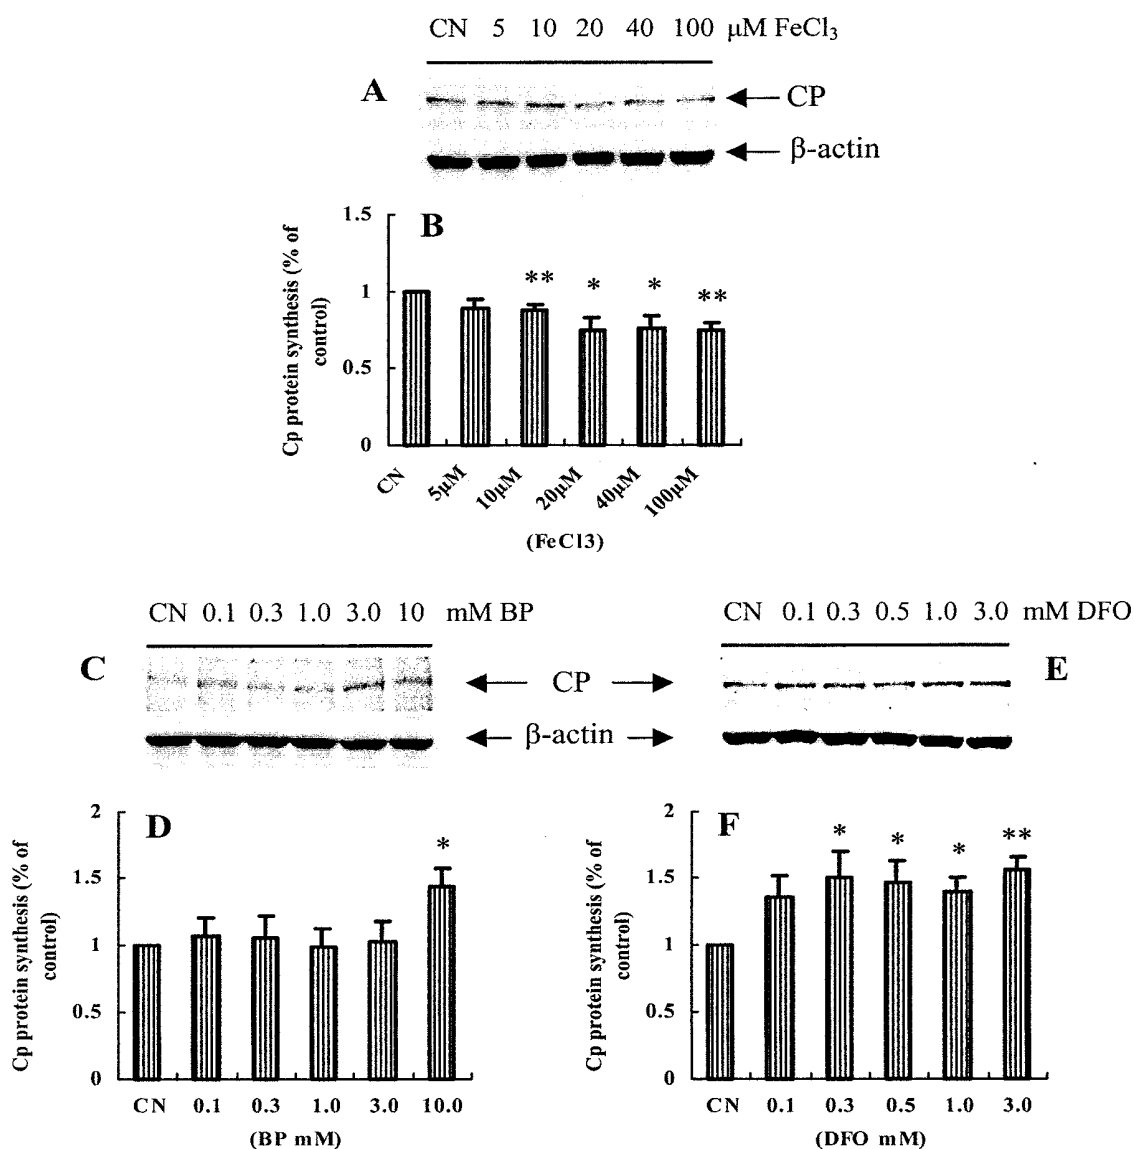 CN 5 10 20 40 100 μM FeCl₃
A
CP
β-actin
B
Cp protein synthesis (% of
control)
1.5
1
0.5
0
** * * **
CN 5μM 10μM 20μM 40μM 100μM
(FeCl3)
CN 0.1 0.3 1.0 3.0 10 mM BP
CN 0.1 0.3 0.5 1.0 3.0 mM DFO
C
CP
E
β-actin
D
Cp protein synthesis (% of
control)
2
1.5
1
0.5
0
*
CN 0.1 0.3 1.0 3.0 10.0
(BP mM)
F
Cp protein synthesis (% of
control)
2
1.5
1
0.5
0
* * * **
CN 0.1 0.3 0.5 1.0 3.0
(DFO mM)